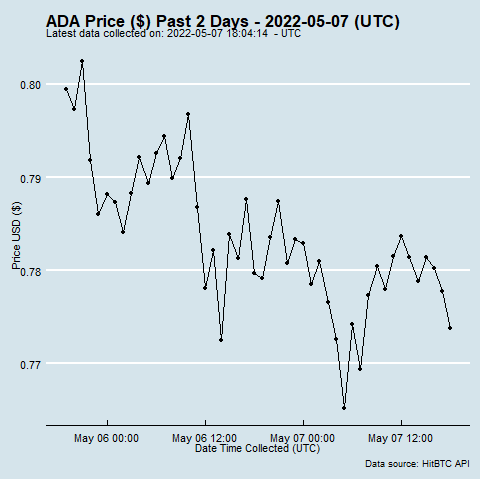 ADA Price ($) Past 2 Days - 2022-05-07 (UTC)
Latest data collected on: 2022-05-07 18:04:14  - UTC
0.80
0.79
0.78
0.77
Price USD ($)
May 06 00:00
May 06 12:00
May 07 00:00
May 07 12:00
Date Time Collected (UTC)
Data source: HitBTC API